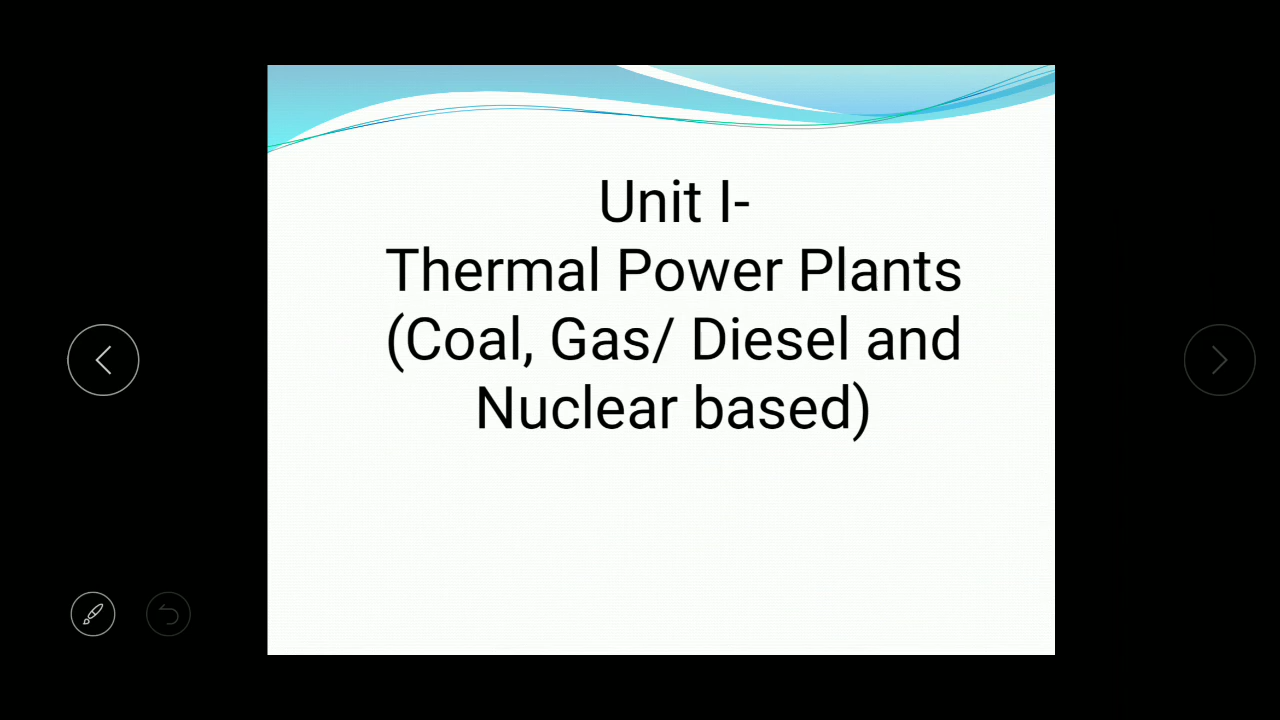 Unit I-
Thermal Power Plants
(Coal, Gas/ Diesel and
Nuclear based)